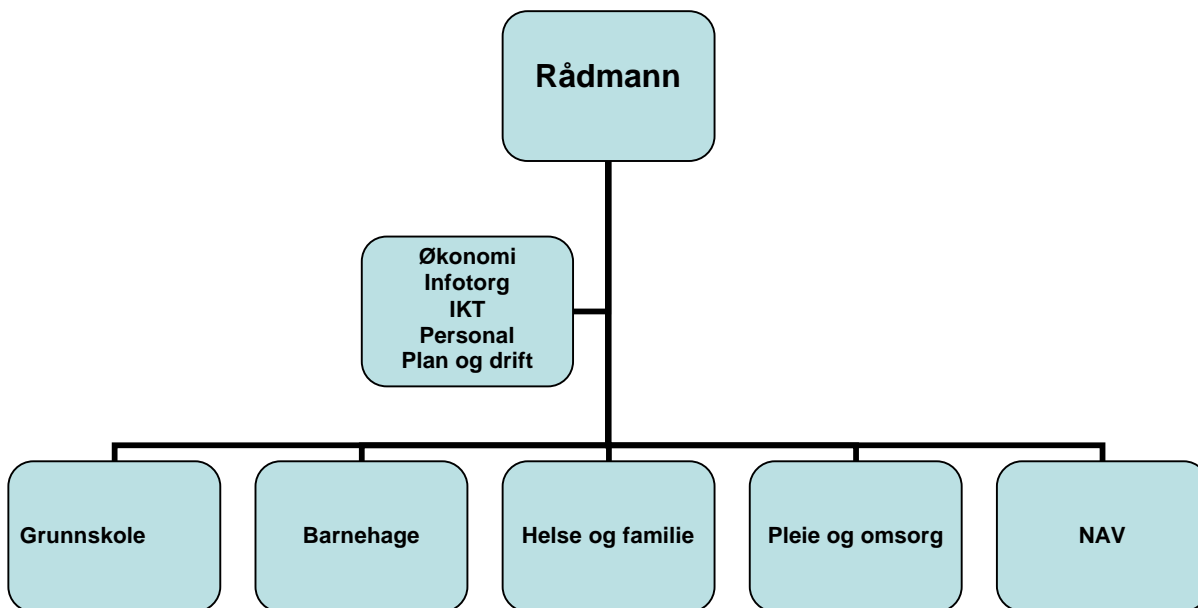 Rådmann
Økonomi
Infotorg
IKT
Personal
Plan og drift
Grunnskole
Barnehage
Helse og familie
Pleie og omsorg
NAV